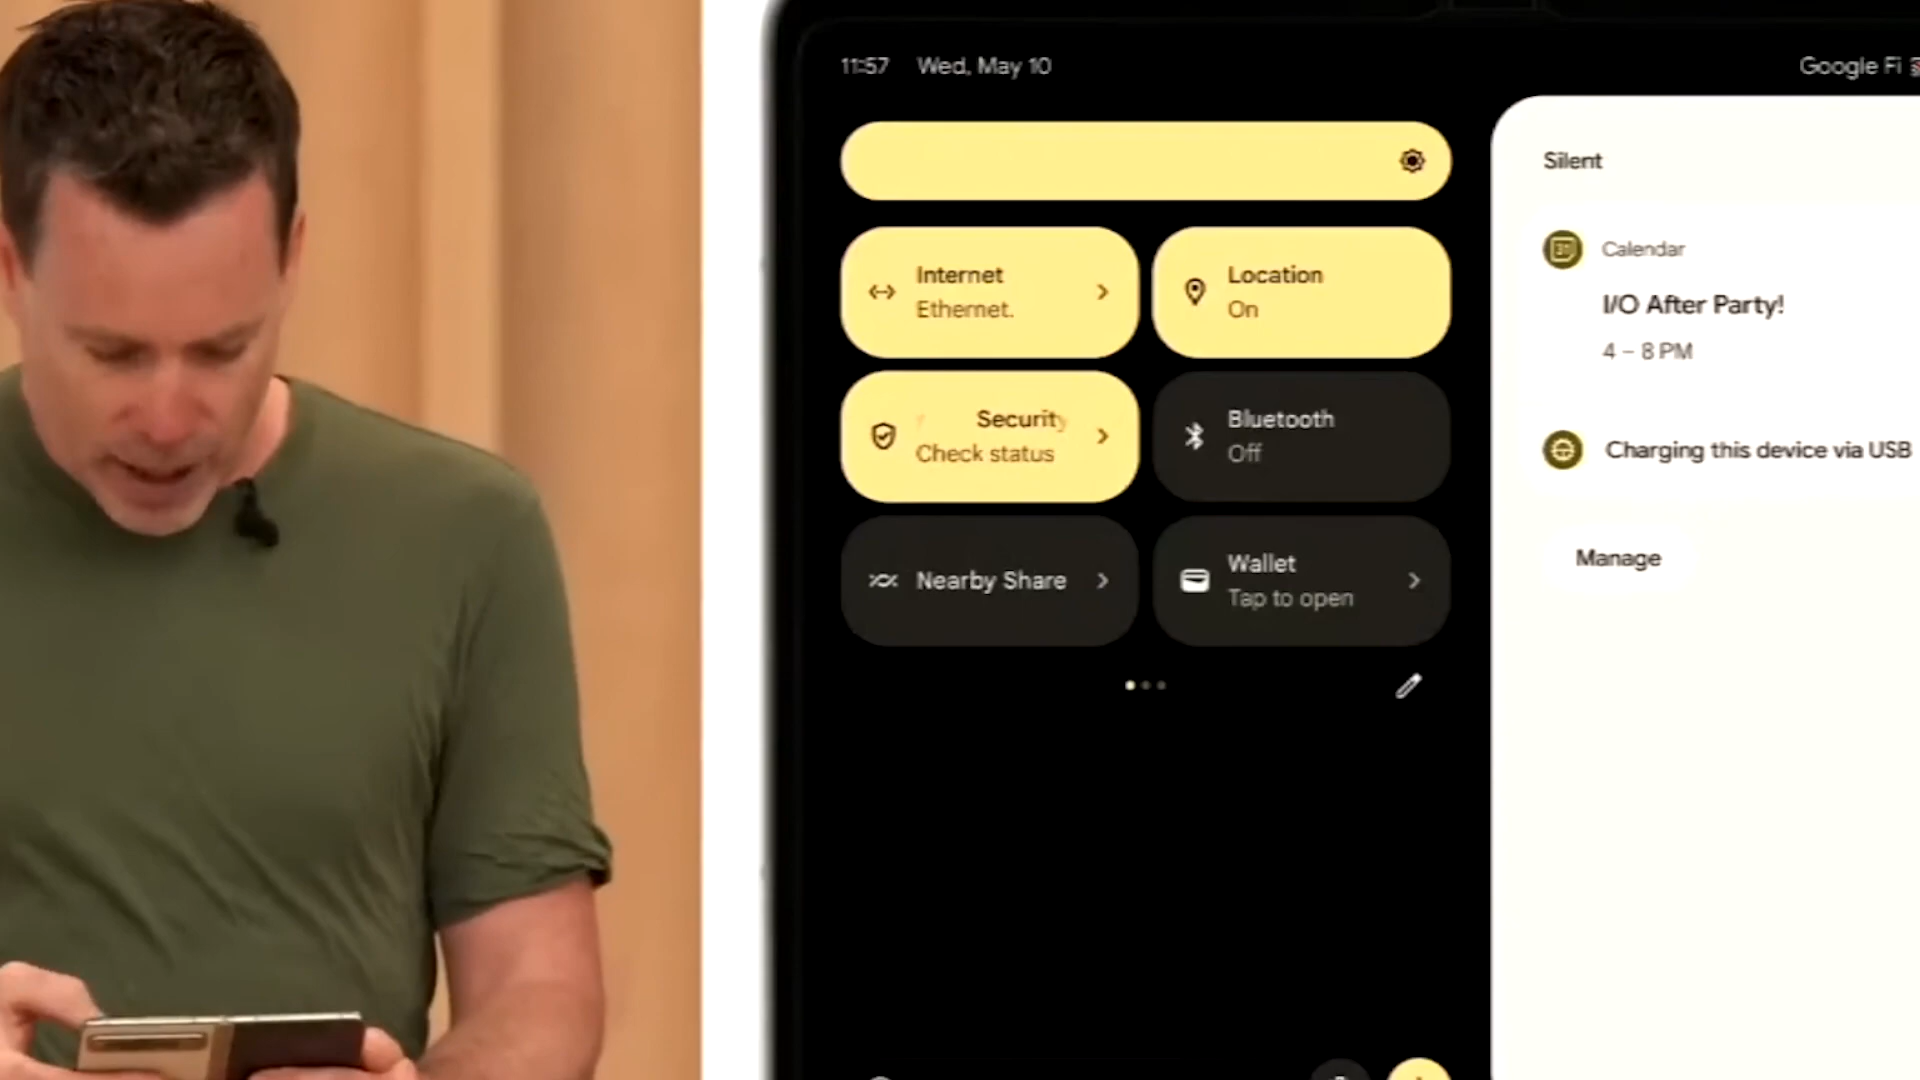 11:57 Wed, May 10
Google Fi
Internet
Ethernet.
Location
On
Security
Check status
Bluetooth
Off
Nearby Share
Wallet
Tap to open
Silent
31
Calendar
I/O After Party!
4 – 8 PM
Charging this device via USB
Manage